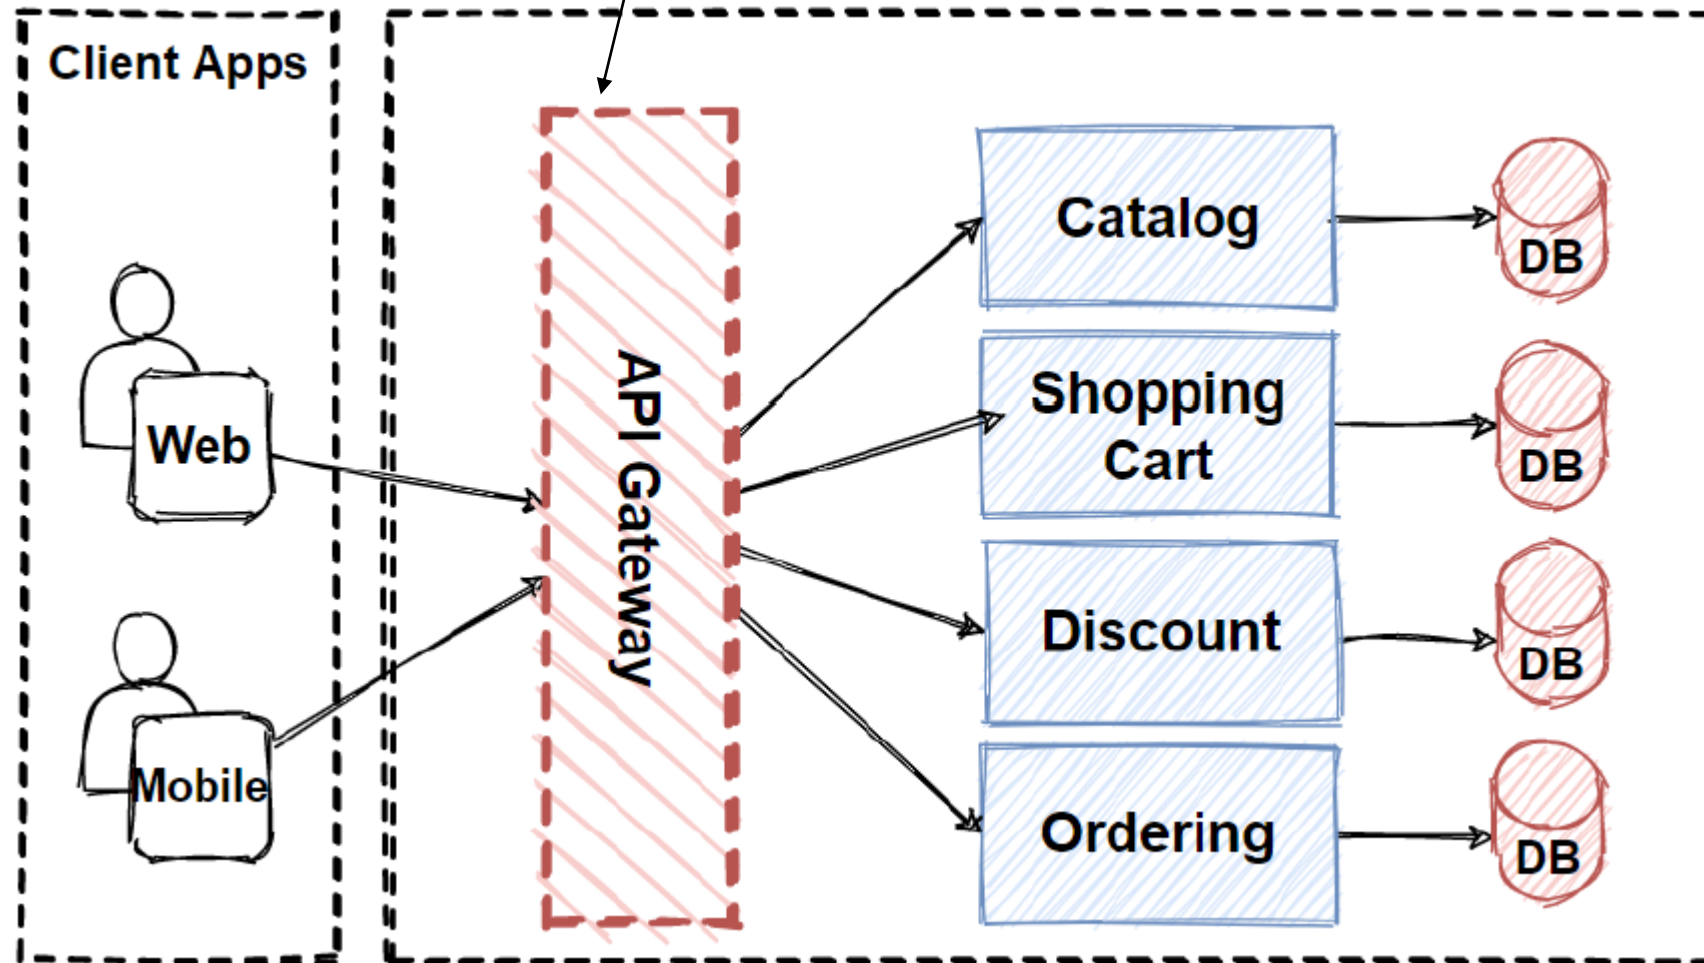 Client Apps
Web
Mobile
API Gateway
Catalog
DB
Shopping
Cart
DB
Discount
DB
Ordering
DB